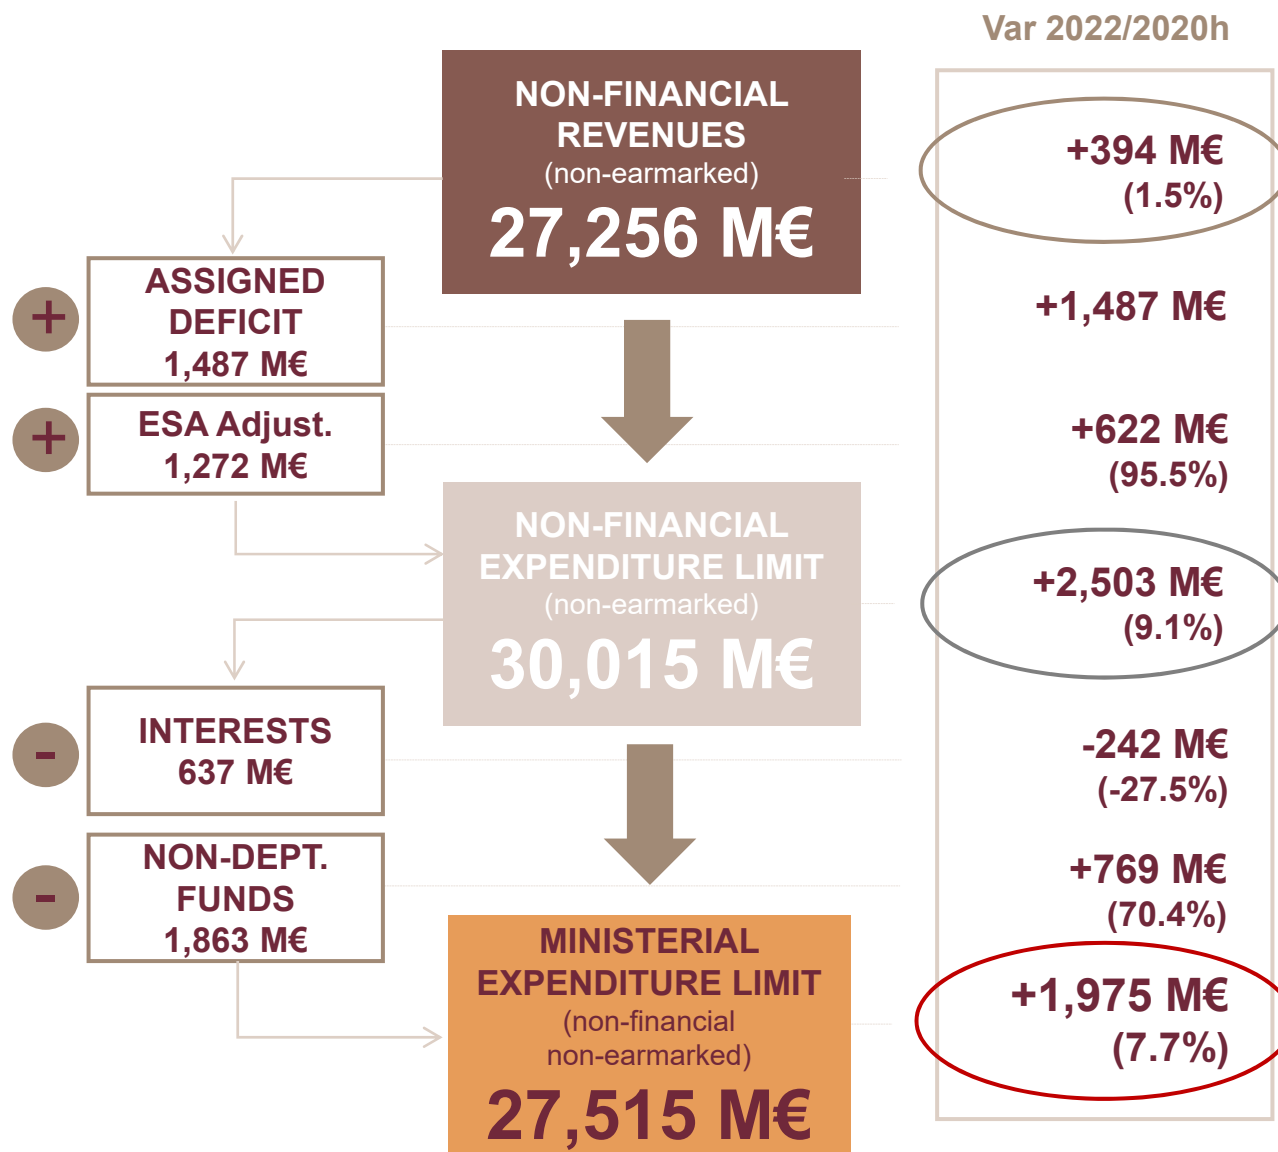 Var 2022/2020h
NON-FINANCIAL
REVENUES
(non-earmarked)
27,256 M€
+394 M€
(1.5%)
+
ASSIGNED
DEFICIT
1,487 M€
+1,487 M€
+
ESA Adjust.
1,272 M€
+622 M€
(95.5%)
NON-FINANCIAL
EXPENDITURE LIMIT
(non-earmarked)
30,015 M€
+2,503 M€
(9.1%)
-
INTERESTS
637 M€
-242 M€
(-27.5%)
-
NON-DEPT.
FUNDS
1,863 M€
+769 M€
(70.4%)
MINISTERIAL
EXPENDITURE LIMIT
(non-financial
non-earmarked)
27,515 M€
+1,975 M€
(7.7%)